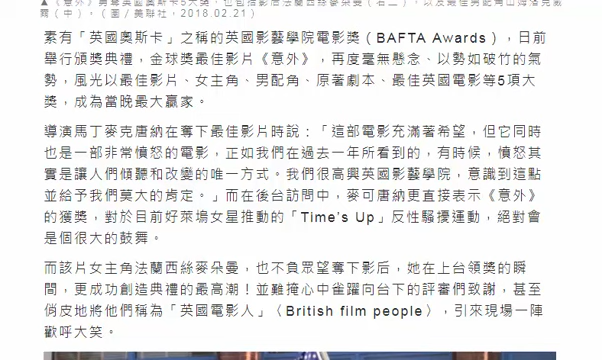 爾（中）。（圖／美聯社，2018.02.21）
素有「英國奧斯卡」之稱的英國影藝學院電影獎（BAFTA Awards），日前
舉行頒獎典禮，金球獎最佳影片《意外》，再度毫無懸念、以勢如破竹的氣
勢，風光以最佳影片、女主角、男配角、原著劇本、最佳英國電影等5項大
獎，成為當晚最大贏家。
導演馬丁麥克唐納在奪下最佳影片時說：「這部電影充滿著希望，但它同時
也是一部非常憤怒的電影，正如我們在過去一年所看到的，有時候，憤怒其
實是讓人們傾聽和改變的唯一方式。我們很高興英國影藝學院，意識到這點
並給予我們莫大的肯定。」而在後台訪問中，麥可唐納更直接表示《意外》
的獲獎，對於目前好萊塢女星推動的「Time's Up」反性騷擾運動，絕對會
是個很大的鼓舞。
而該片女主角法蘭西絲麥朵曼，也不負眾望奪下影后，她在上台領獎的瞬
間，更成功創造典禮的最高潮！並難掩心中雀躍向台下的評審們致謝，甚至
俏皮地將他們稱為「英國電影人」〈British film people〉，引來現場一陣
歡呼大笑。